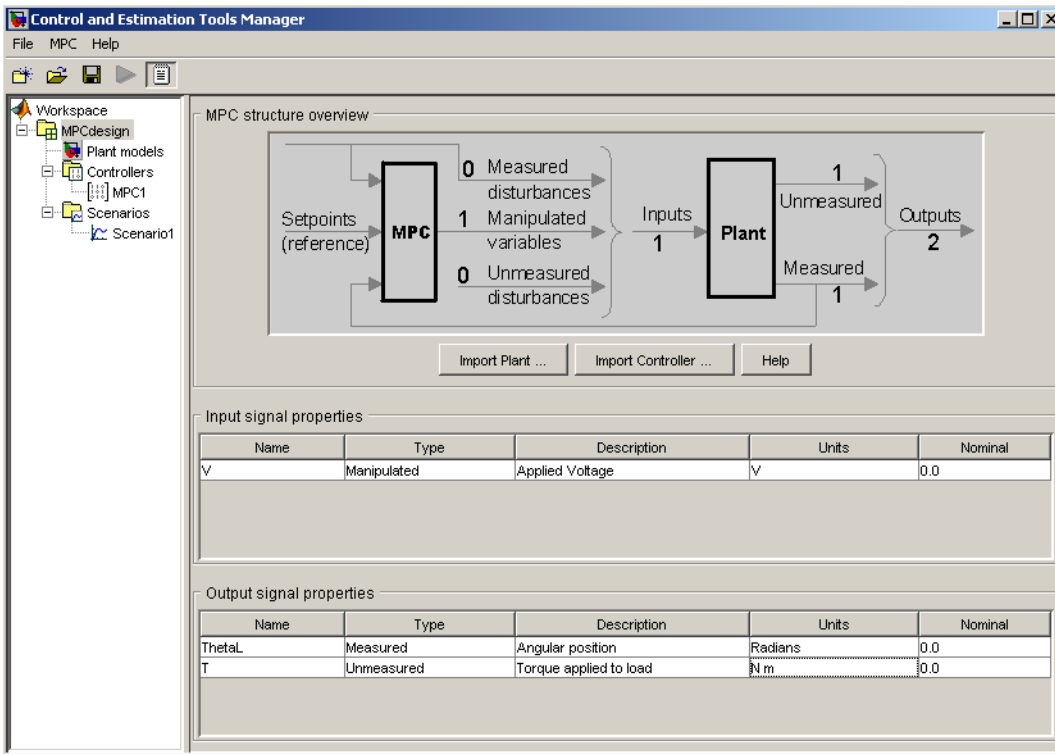 Control and Estimation Tools Manager
File MPC Help
Workspace
MPCdesign
Plant models
Controllers
MPC1
Scenarios
Scenario1
MPC structure overview
0 Measured
disturbances
Setpoints
(reference)
MPC
1 Manipulated
variables
0 Unmeasured
disturbances
Inputs
1
Plant
1
Unmeasured
Outputs
2
Measured
1
Import Plant ... Import Controller ... Help
Input signal properties
Name Type Description Units Nominal
V Manipulated Applied Voltage V 0.0
Output signal properties
Name Type Description Units Nominal
ThetaL Measured Angular position Radians 0.0
T Unmeasured Torque applied to load N m 0.0